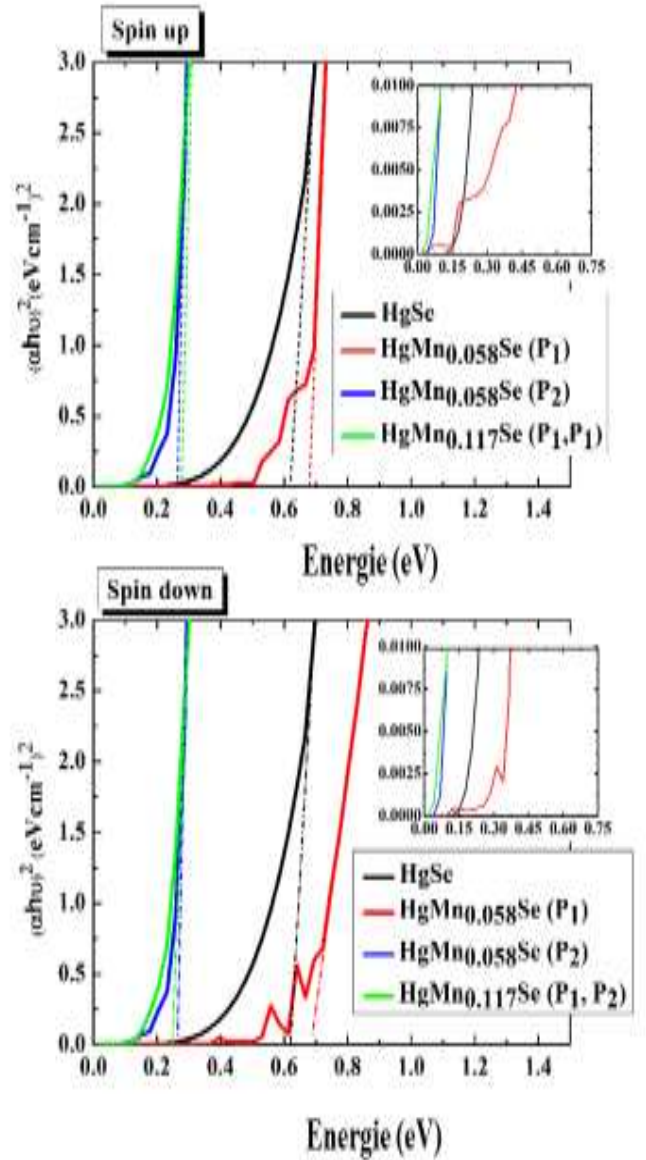 Spin up
3.0
2.5
2.0
1.5
1.0
0.5
0.0
(αhυ)² (eVcm⁻¹)²
0.0 0.2 0.4 0.6 0.8 1.0 1.2 1.4
Energie (eV)
0.0100
0.0075
0.0050
0.0025
0.0000
0.00 0.15 0.30 0.45 0.60 0.75
HgSe
HgMn0.058Se (P1)
HgMn0.058Se (P2)
HgMn0.117Se (P1,P1)
Spin down
3.0
2.5
2.0
1.5
1.0
0.5
0.0
(αhυ)² (eVcm⁻¹)²
0.0 0.2 0.4 0.6 0.8 1.0 1.2 1.4
Energie (eV)
0.0100
0.0075
0.0050
0.0025
0.0000
0.00 0.15 0.30 0.45 0.60 0.75
HgSe
HgMn0.058Se (P1)
HgMn0.058Se (P2)
HgMn0.117Se (P1, P2)